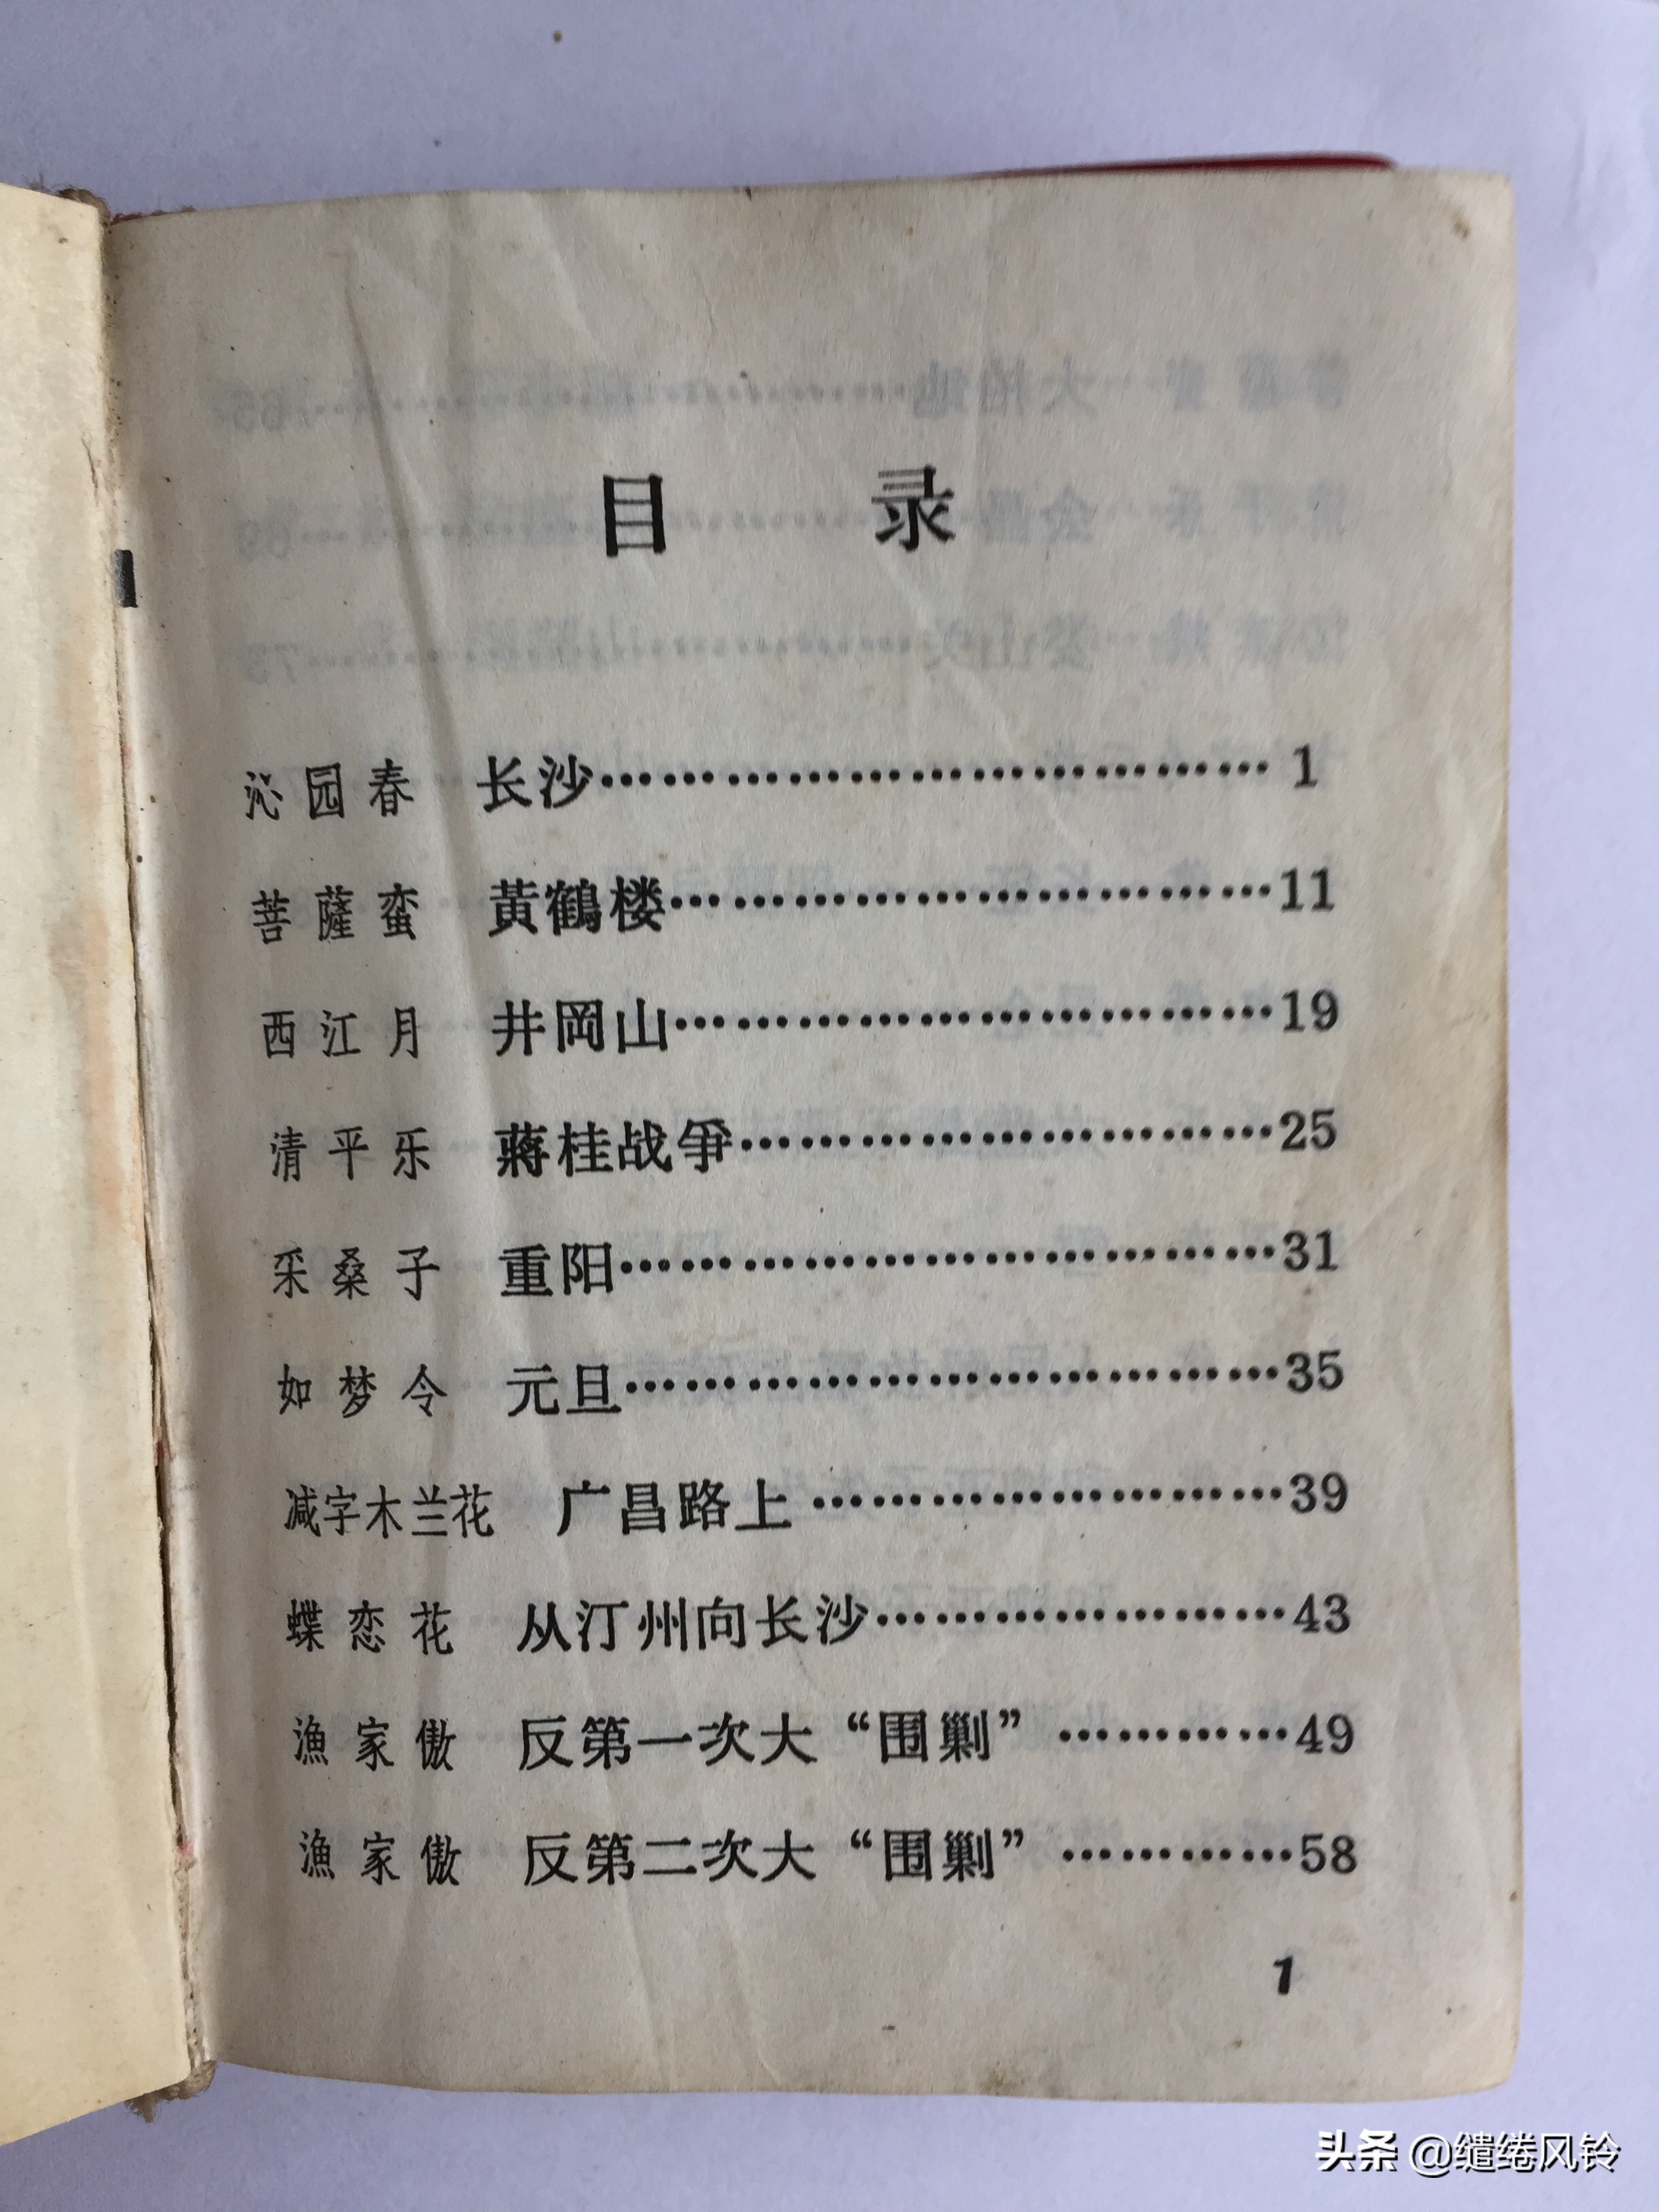 目 录
沁园春 长沙………………………………1
菩薩蛮 黄鶴楼……………………………11
西江月 井岡山……………………………19
清平乐 蔣桂战爭…………………………25
采桑子 重阳………………………………31
如梦令 元旦………………………………35
减字木兰花 广昌路上……………………39
蝶恋花 从汀州向长沙……………………43
漁家傲 反第一次大“围剿”…………49
漁家傲 反第二次大“围剿”…………58
1
头条 @缱绻风铃